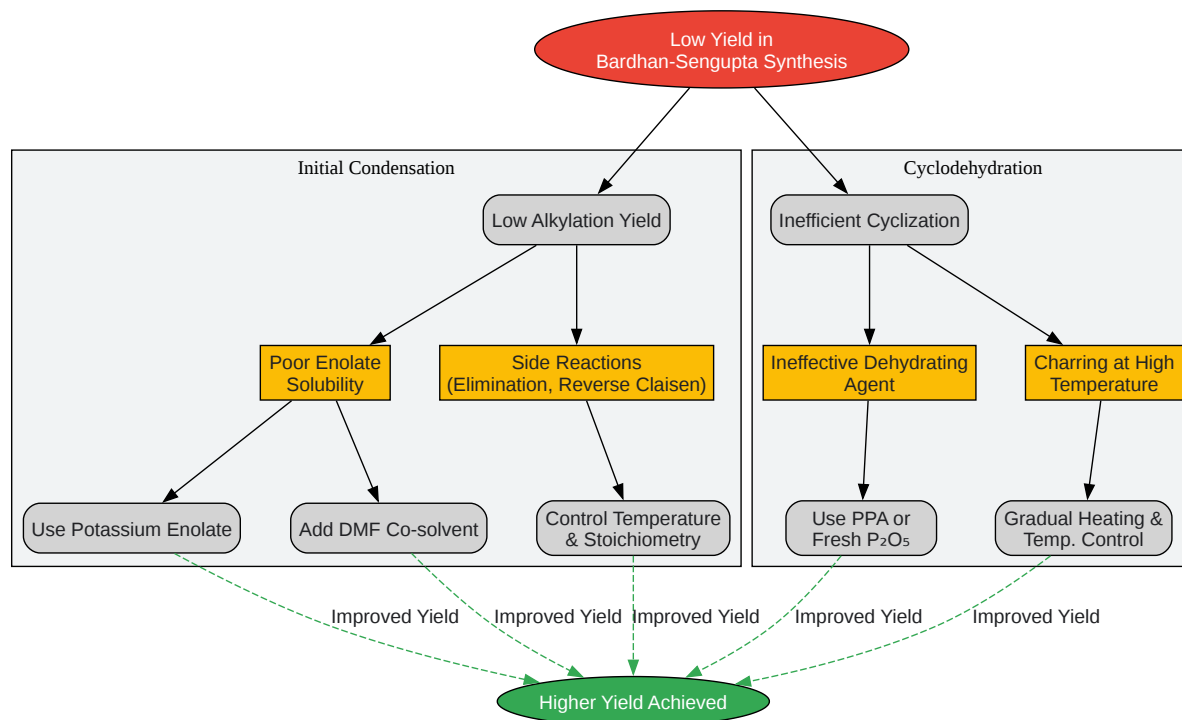 Low Yield in
Bardhan-Sengupta Synthesis
Initial Condensation
Cyclodehydration
Low Alkylation Yield
Inefficient Cyclization
Poor Enolate
Solubility
Side Reactions
(Elimination, Reverse Claisen)
Ineffective Dehydrating
Agent
Charring at High
Temperature
Use Potassium Enolate
Add DMF Co-solvent
Control Temperature
& Stoichiometry
Use PPA or
Fresh P₂O₅
Gradual Heating &
Temp. Control
Improved Yield
Improved Yield
Improved Yield
Improved Yield
Improved Yield
Higher Yield Achieved